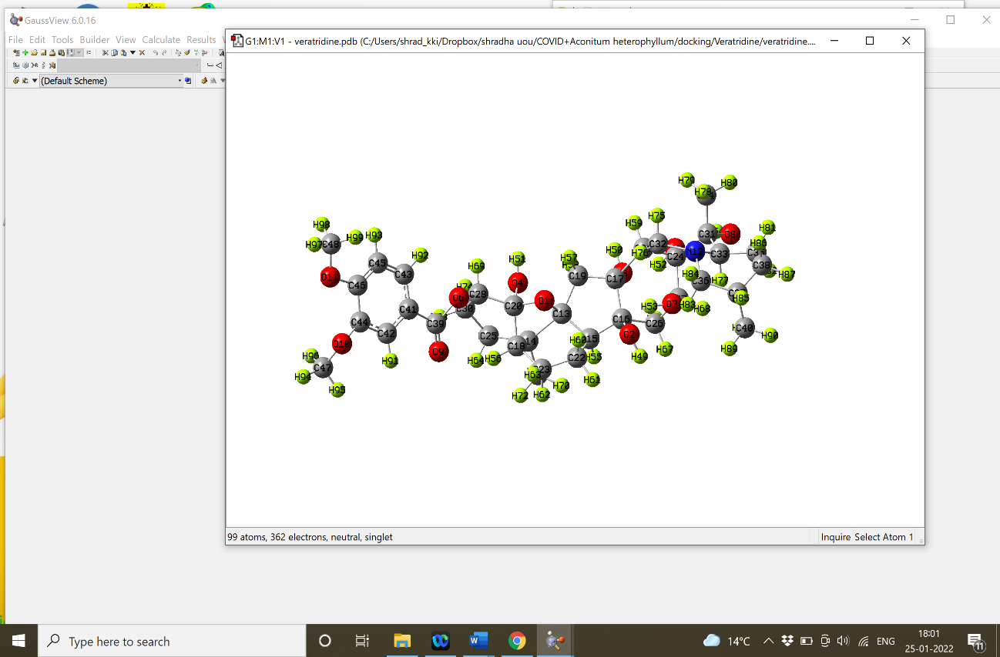 GaussView 6.0.16
File Edit Tools Builder View Calculate Results
(Default Scheme)
G1:M1:V1 - veratridine.pdb (C:/Users/shrad_kki/Dropbox/shradha uou/COVID+Aconitum heterophyllum/docking/Veratridine/veratridine....
H79 H78 H80
C31 O8
H98 H99 H93
H97 C48
H59 H75 H81
H92 C45 C43
H50 H76 C32 N12 C33 H86
H51 H57 C24 C38
H52 H84 H77 H87
O11 C46 H69 O4 C19 C17 C36
O6 C28 C20 O1 H53 O7 H83 H68 H85
C41 C30 C13 C16 C26
C44 C39 C40
C42 C25 O2 H90
O10 C18 H60 H67 H89
O9 H64 H56 C22 H55 H49
H96 H91
C47 H63 H61
H94 H95 H70
H72 H62
99 atoms, 362 electrons, neutral, singlet
Inquire Select Atom 1
Type here to search
14°C
ENG
18:01
25-01-2022
11